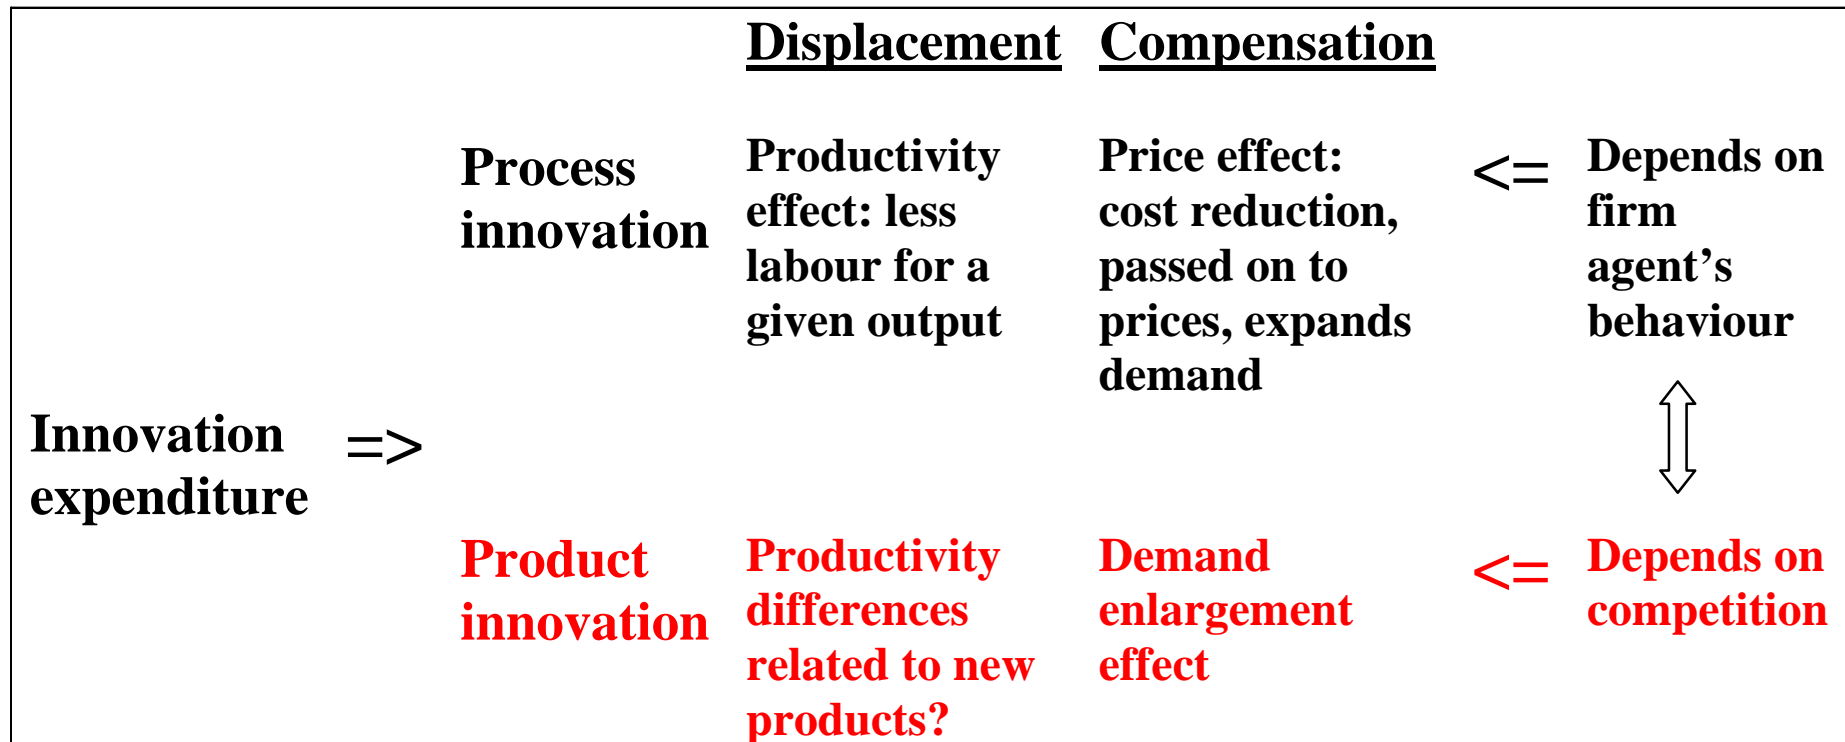 Displacement Compensation
Process
innovation
Productivity
effect: less
labour for a
given output
Price effect:
cost reduction,
passed on to
prices, expands
demand
<=
Depends on
firm
agent’s
behaviour
Innovation
expenditure
=>
Product
innovation
Productivity
differences
related to new
products?
Demand
enlargement
effect
<=
Depends on
competition